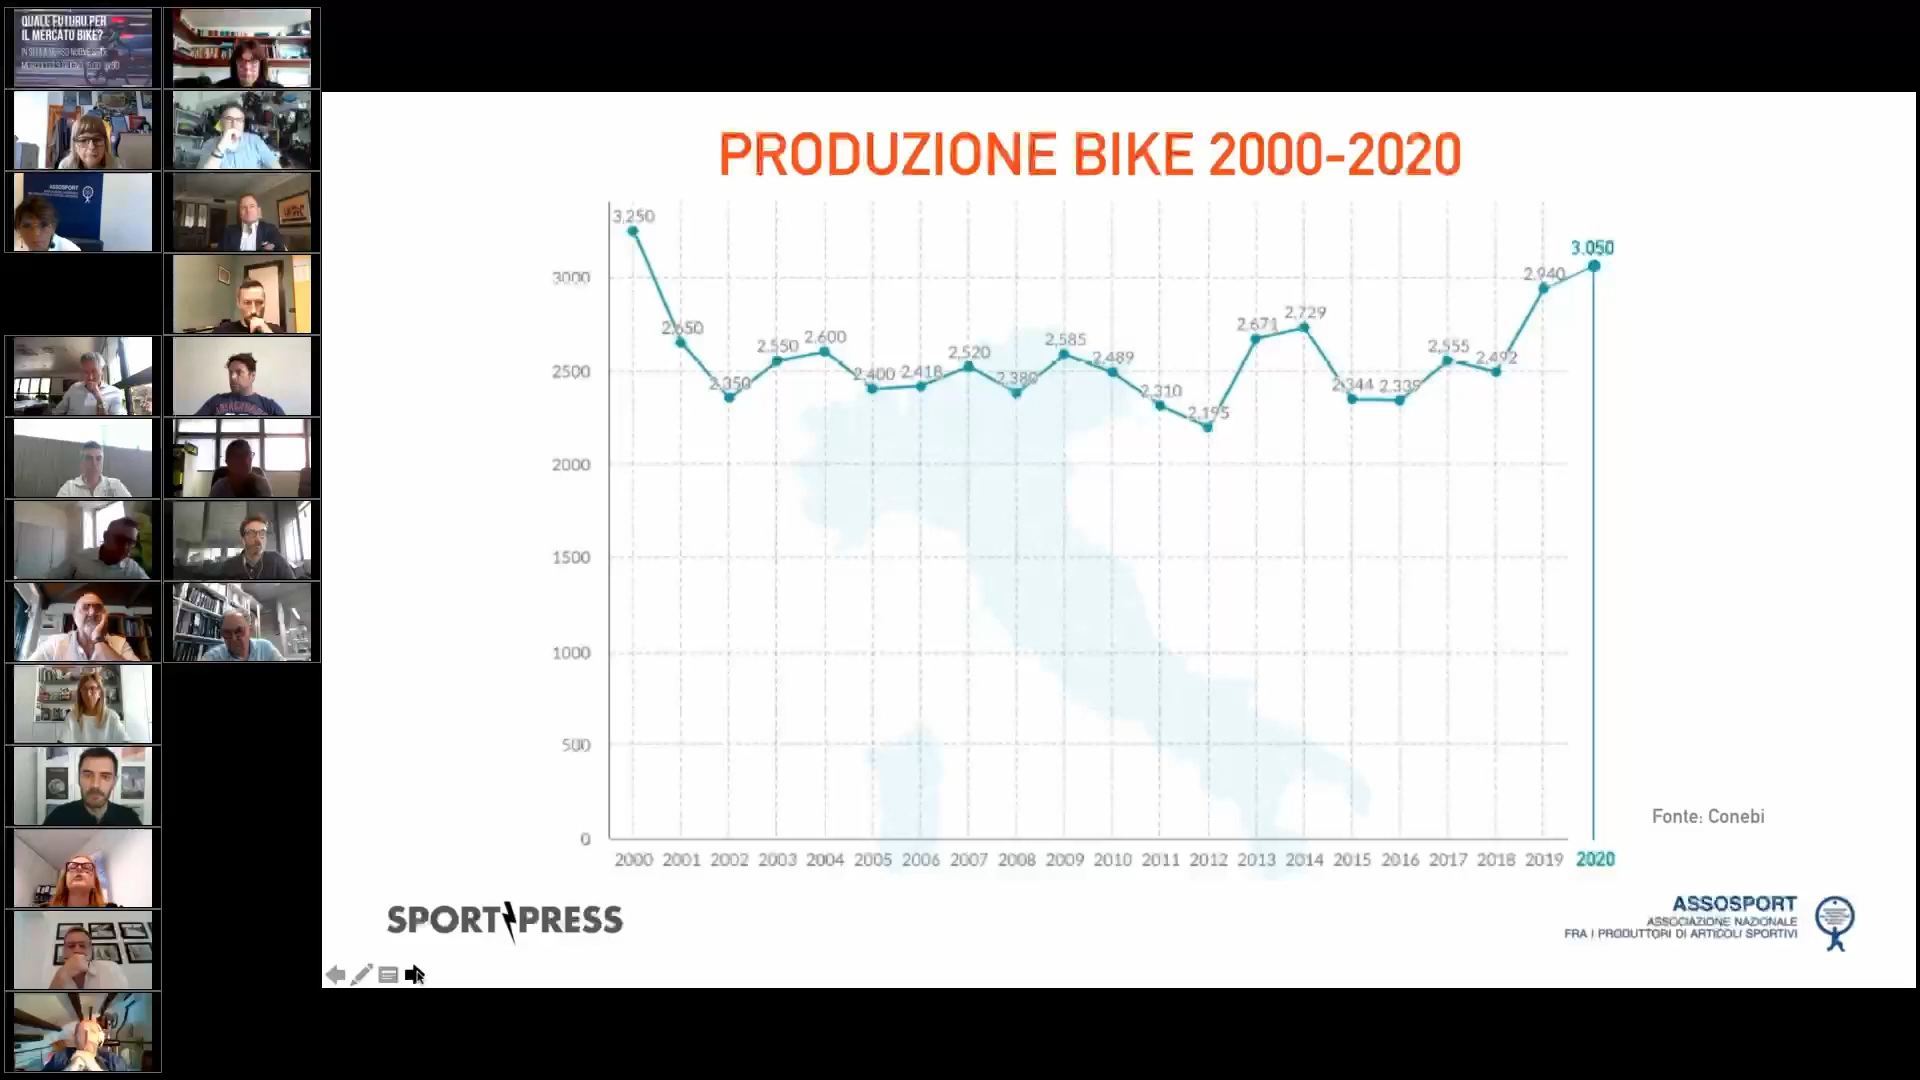 QUALE FUTURO PER
IL MERCATO BIKE?
ASSOSPORT
PRODUZIONE BIKE 2000-2020
3,250
2,650
2,350
2,550
2,600
2,400
2,418
2,520
2,380
2,585
2,489
2,310
2,195
2,671
2,729
2,344
2,339
2,555
2,492
2,940
3.050
3000
2500
2000
1500
1000
500
0
2000 2001 2002 2003 2004 2005 2006 2007 2008 2009 2010 2011 2012 2013 2014 2015 2016 2017 2018 2019 2020
Fonte: Conebi
SPORT PRESS
ASSOSPORT
ASSOCIAZIONE NAZIONALE
FRA I PRODUTTORI DI ARTICOLI SPORTIVI